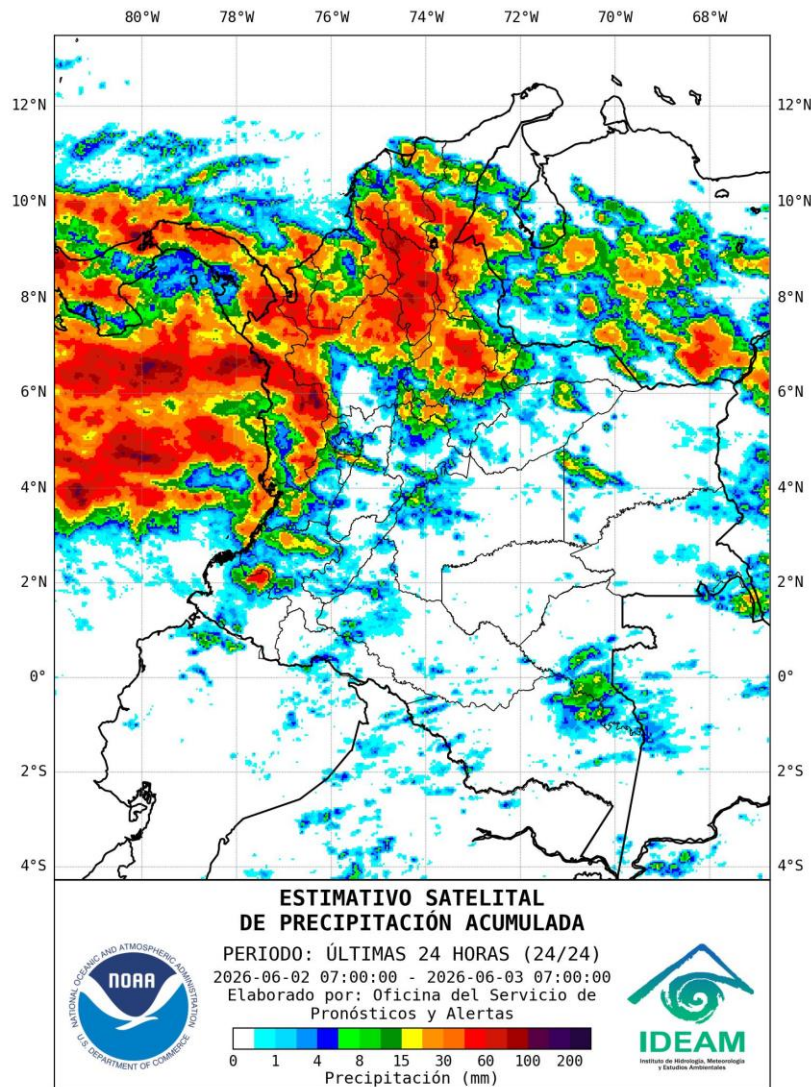 80°W 78°W 76°W 74°W 72°W 70°W 68°W
12°N 12°N
10°N 10°N
8°N 8°N
6°N 6°N
4°N 4°N
2°N 2°N
0° 0°
2°S 2°S
4°S 4°S
ESTIMATIVO SATELITAL
DE PRECIPITACIÓN ACUMULADA
PERIODO: ÚLTIMAS 24 HORAS (24/24)
2026-06-02 07:00:00 - 2026-06-03 07:00:00
Elaborado por: Oficina del Servicio de
Pronósticos y Alertas
0 1 4 8 15 30 60 100 200
Precipitación (mm)
NATIONAL OCEANIC AND ATMOSPHERIC ADMINISTRATION
NOAA
U.S. DEPARTMENT OF COMMERCE
IDEAM
Instituto de Hidrología, Meteorología
y Estudios Ambientales